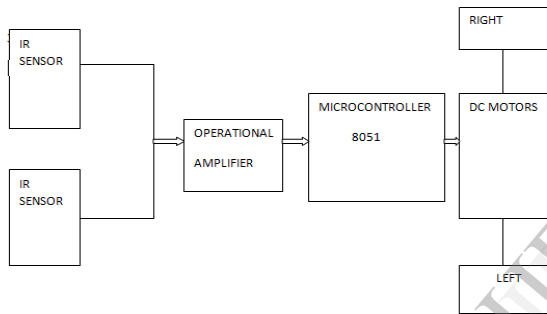 IR
SENSOR
OPERATIONAL
AMPLIFIER
IR
SENSOR
MICROCONTROLLER
8051
RIGHT
DC MOTORS
LEFT